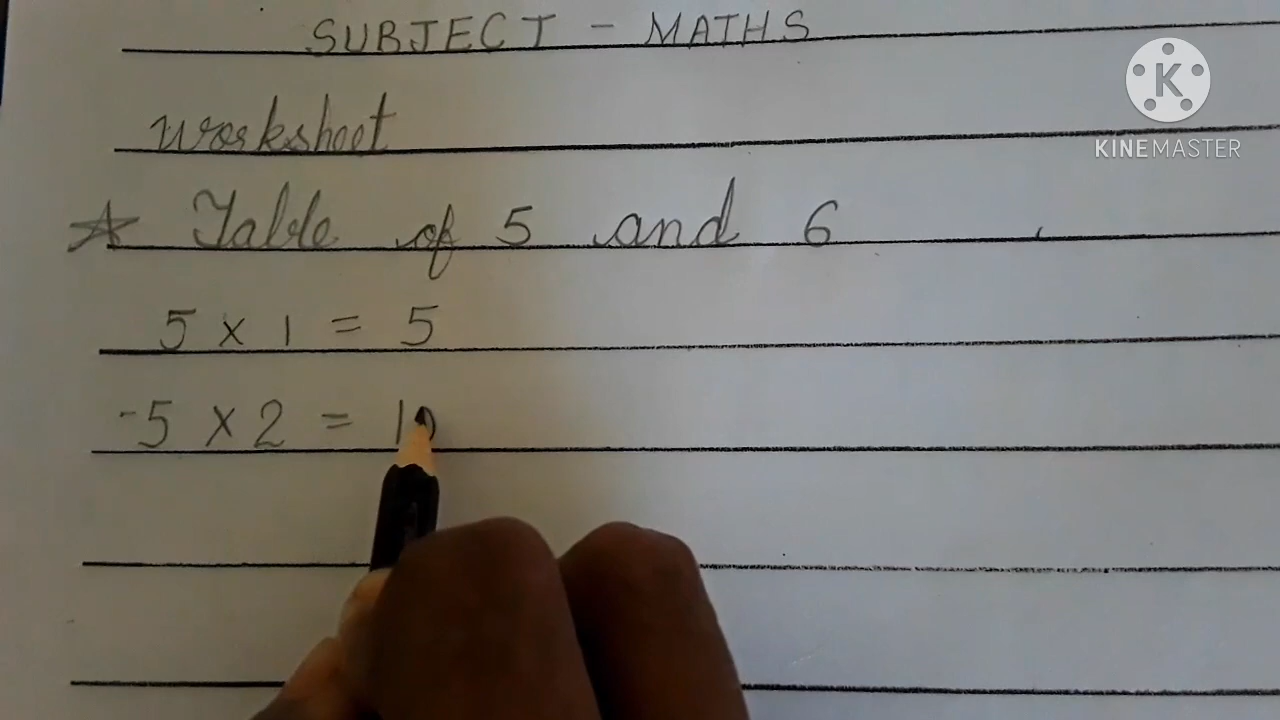 SUBJECT - MATHS
K
KINEMASTER
worksheet
☆ Table of 5 and 6
5 x 1 = 5
-5 x 2 = 10